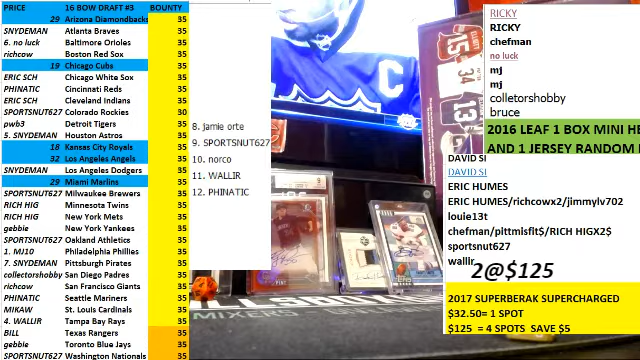 PRICE 16 BOW DRAFT #3 BOUNTY
29 Arizona Diamondbacks 35
SNYDEMAN Atlanta Braves 35
6. no luck Baltimore Orioles 35
richcow Boston Red Sox 35
19 Chicago Cubs 35
ERIC SCH Chicago White Sox 35
PHINATIC Cincinnati Reds 35
ERIC SCH Cleveland Indians 35
SPORTSNUT627 Colorado Rockies 35
pwb3 Detroit Tigers 35
5. SNYDEMAN Houston Astros 35
18 Kansas City Royals 35
32 Los Angeles Angels 35
SNYDEMAN Los Angeles Dodgers 35
29 Miami Marlins 35
SPORTSNUT627 Milwaukee Brewers 35
RICH HIG Minnesota Twins 35
RICH HIG New York Mets 35
gebbie New York Yankees 35
SPORTSNUT627 Oakland Athletics 35
1. MJ10 Philadelphia Phillies 35
7. SNYDEMAN Pittsburgh Pirates 35
collectorshobby San Diego Padres 35
richcow San Francisco Giants 35
PHINATIC Seattle Mariners 35
MIKAW St. Louis Cardinals 35
4. WALLIR Tampa Bay Rays 35
BILL Texas Rangers 35
gebbie Toronto Blue Jays 35
SPORTSNUT627 Washington Nationals 35
8. jamie orte
9. SPORTSNUT627
10. norco
11. WALLIR
12. PHINATIC
C
15
34
13
RICKY
RICKY
chefman
no luck
mj
mj
colletorshobby
bruce
2016 LEAF 1 BOX MINI HE
AND 1 JERSEY RANDOM
DAVID SI
DAVID SI
ERIC HUMES
ERIC HUMES/richcowx2/jimmylv702
louie13t
chefman/pittmlsflt$/RICH HIGX2$
sportsnut627
wallir
2@$125
2017 SUPERBERAK SUPERCHARGED
$32.50= 1 SPOT
$125 = 4 SPOTS SAVE $5
MIXER